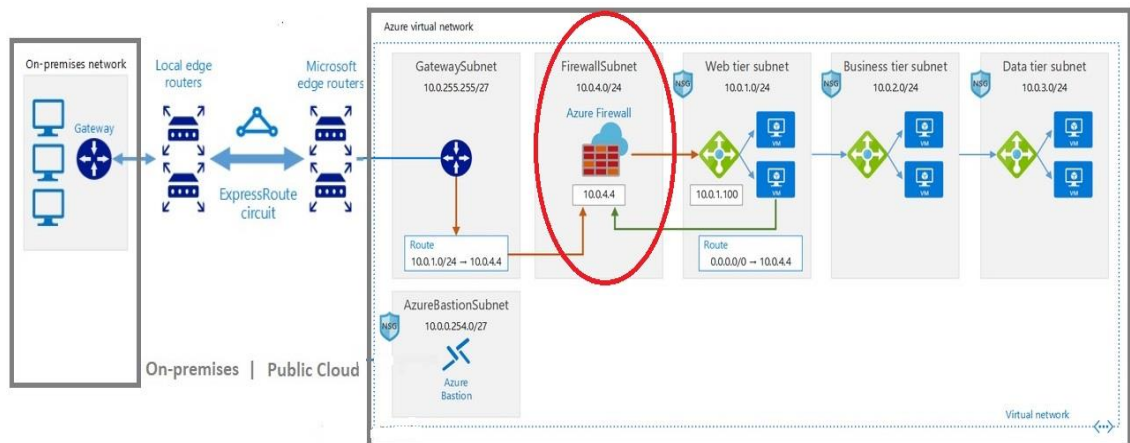 Azure virtual network
On-premises network
Gateway
Local edge
routers
ExpressRoute
circuit
Microsoft
edge routers
GatewaySubnet
10.0.255.255/27
Route
10.0.1.0/24 → 10.0.4.4
FirewallSubnet
10.0.4.0/24
Azure Firewall
10.0.4.4
NSG
Web tier subnet
10.0.1.0/24
VM
VM
10.0.1.100
Route
0.0.0.0/0 → 10.0.4.4
NSG
Business tier subnet
10.0.2.0/24
VM
VM
NSG
Data tier subnet
10.0.3.0/24
VM
VM
NSG
AzureBastionSubnet
10.0.0.254.0/27
Azure
Bastion
On-premises | Public Cloud
Virtual network